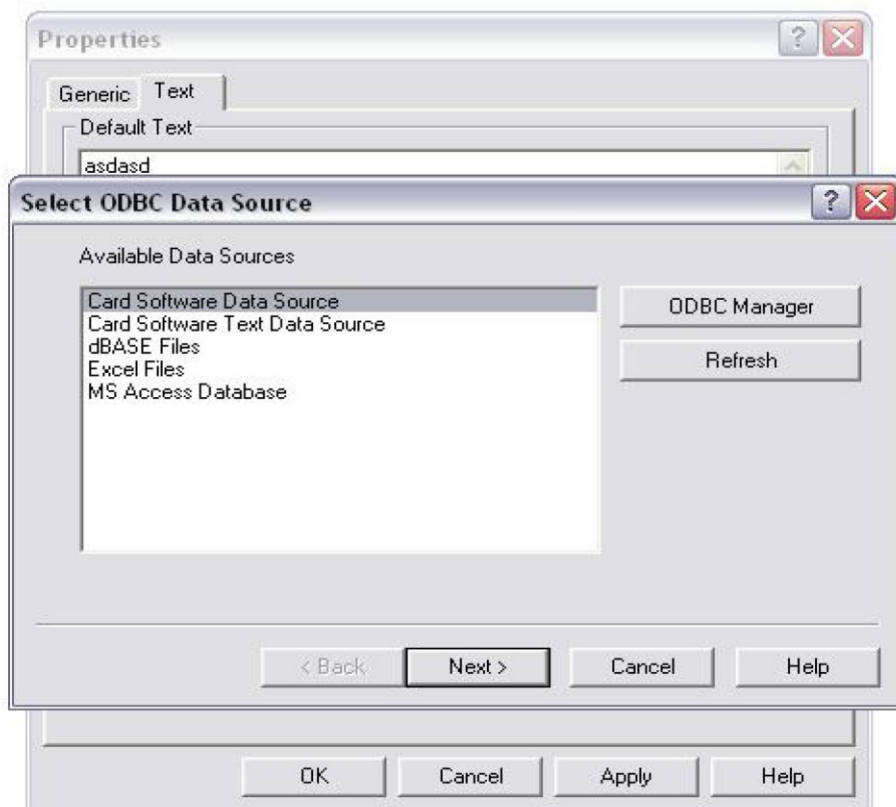 Properties
Generic Text
Default Text
asdasd
Select ODBC Data Source
Available Data Sources
Card Software Data Source
Card Software Text Data Source
dBASE Files
Excel Files
MS Access Database
ODBC Manager
Refresh
< Back Next > Cancel Help
OK Cancel Apply Help